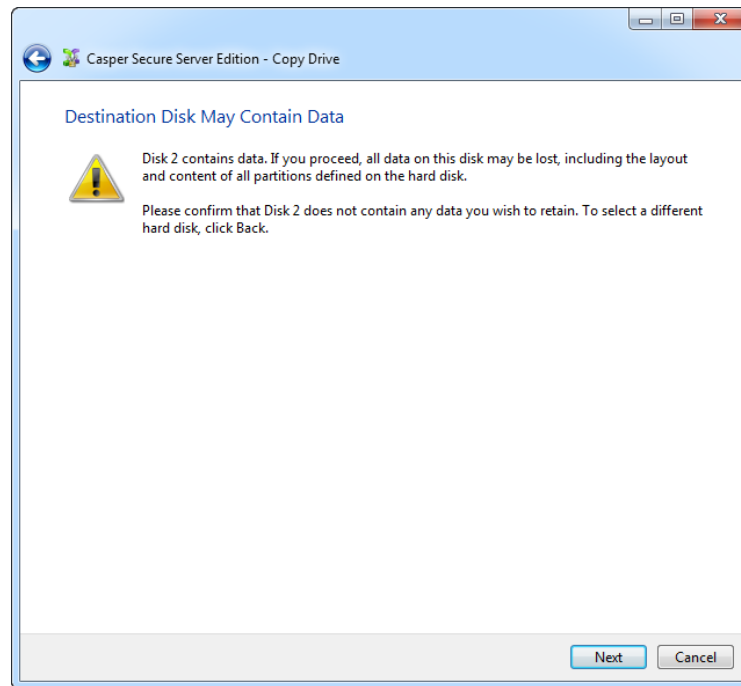 Casper Secure Server Edition - Copy Drive
Destination Disk May Contain Data
Disk 2 contains data. If you proceed, all data on this disk may be lost, including the layout
and content of all partitions defined on the hard disk.
Please confirm that Disk 2 does not contain any data you wish to retain. To select a different
hard disk, click Back.
Next
Cancel